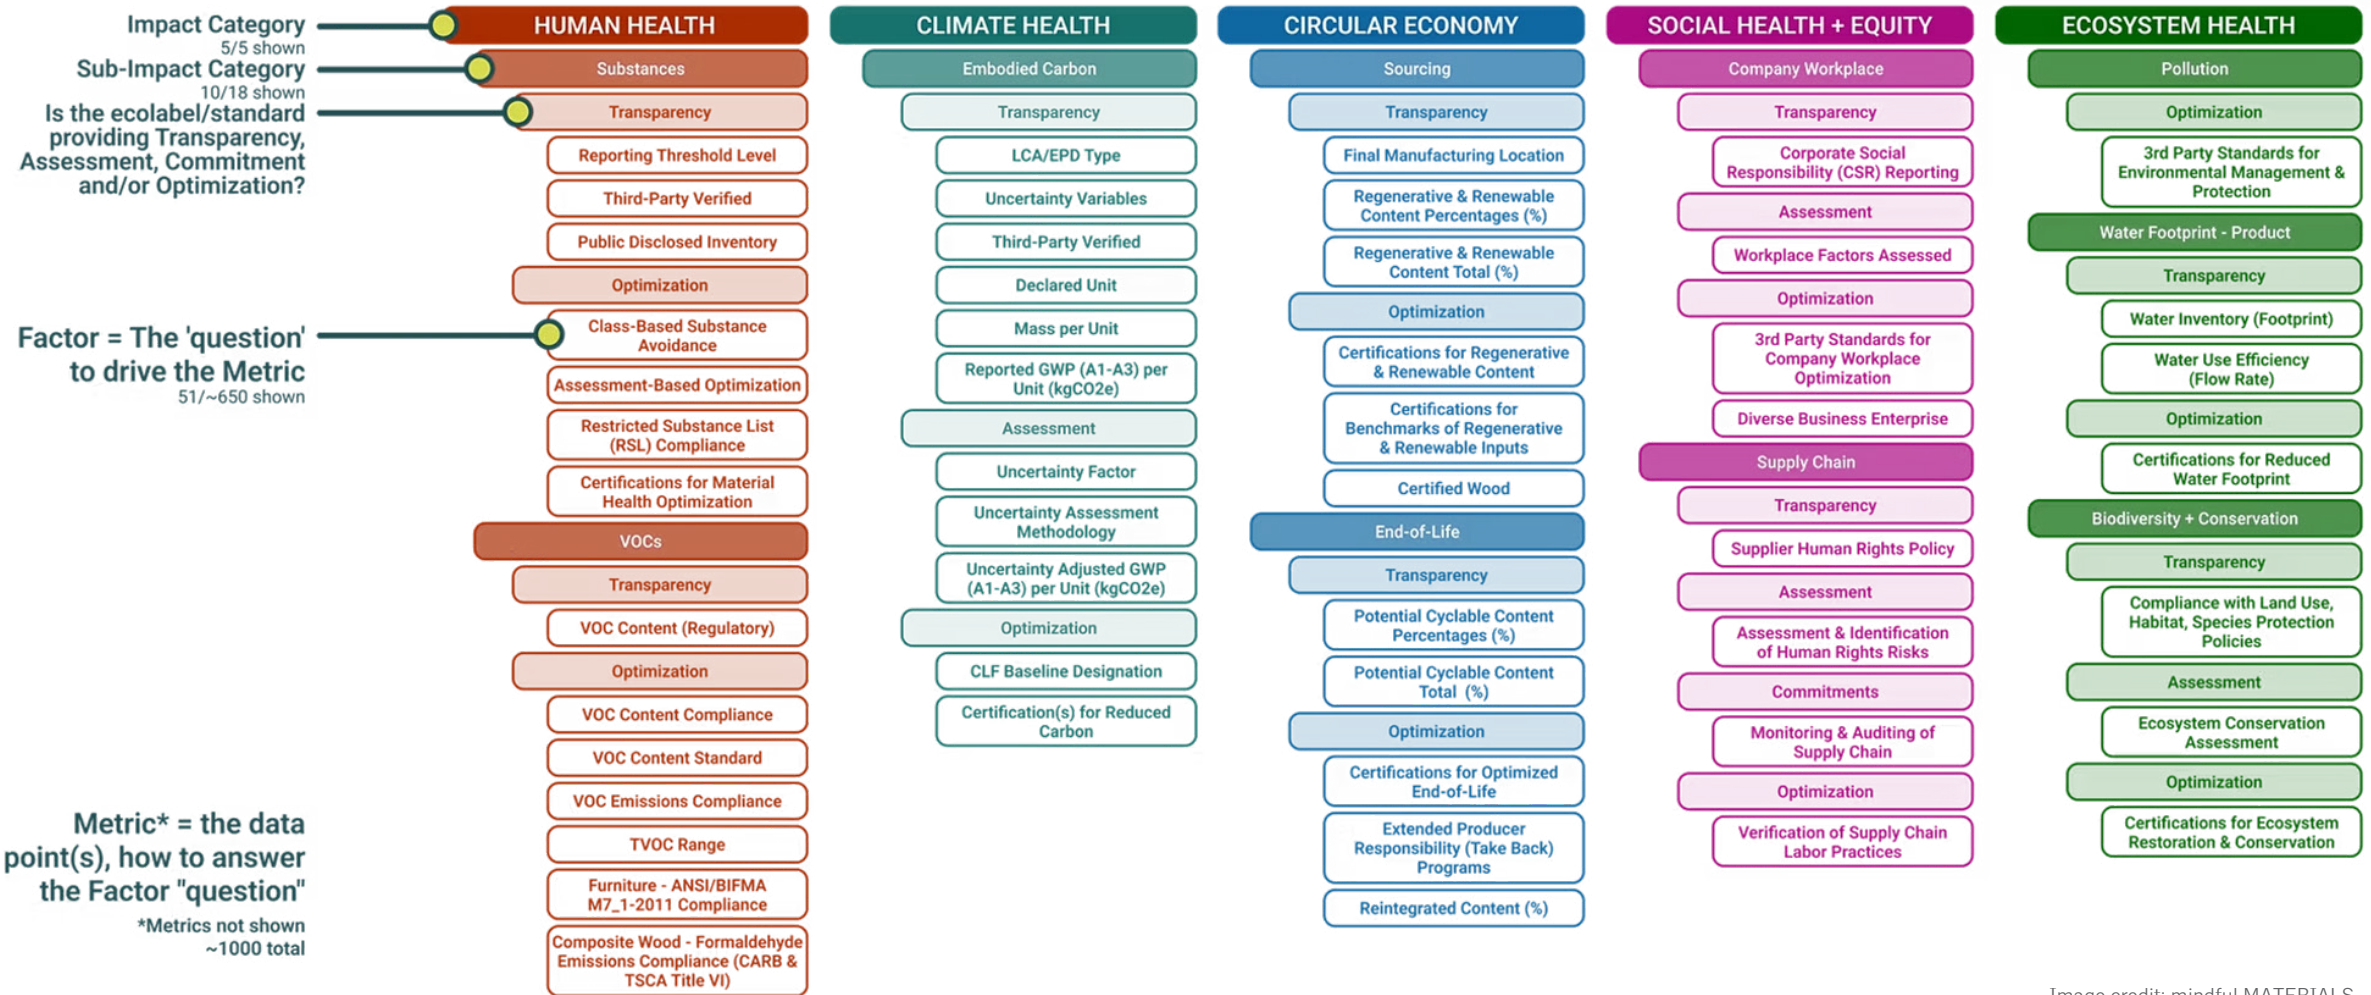 Impact Category
5/5 shown
Sub-Impact Category
10/18 shown
Is the ecolabel/standard
providing Transparency,
Assessment, Commitment
and/or Optimization?
Factor = The 'question'
to drive the Metric
51/~650 shown
Metric* = the data
point(s), how to answer
the Factor "question"
*Metrics not shown
~1000 total
HUMAN HEALTH
Substances
Transparency
Reporting Threshold Level
Third-Party Verified
Public Disclosed Inventory
Optimization
Class-Based Substance
Avoidance
Assessment-Based Optimization
Restricted Substance List
(RSL) Compliance
Certifications for Material
Health Optimization
VOCs
Transparency
VOC Content (Regulatory)
Optimization
VOC Content Compliance
VOC Content Standard
VOC Emissions Compliance
TVOC Range
Furniture - ANSI/BIFMA
M7_1-2011 Compliance
Composite Wood - Formaldehyde
Emissions Compliance (CARB &
TSCA Title VI)
CLIMATE HEALTH
Embodied Carbon
Transparency
LCA/EPD Type
Uncertainty Variables
Third-Party Verified
Declared Unit
Mass per Unit
Reported GWP (A1-A3) per
Unit (kgCO2e)
Assessment
Uncertainty Factor
Uncertainty Assessment
Methodology
Uncertainty Adjusted GWP
(A1-A3) per Unit (kgCO2e)
Optimization
CLF Baseline Designation
Certification(s) for Reduced
Carbon
CIRCULAR ECONOMY
Sourcing
Transparency
Final Manufacturing Location
Regenerative & Renewable
Content Percentages (%)
Regenerative & Renewable
Content Total (%)
Optimization
Certifications for Regenerative
& Renewable Content
Certifications for
Benchmarks of Regenerative
& Renewable Inputs
Certified Wood
End-of-Life
Transparency
Potential Cyclable Content
Percentages (%)
Potential Cyclable Content
Total (%)
Optimization
Certifications for Optimized
End-of-Life
Extended Producer
Responsibility (Take Back)
Programs
Reintegrated Content (%)
SOCIAL HEALTH + EQUITY
Company Workplace
Transparency
Corporate Social
Responsibility (CSR) Reporting
Assessment
Workplace Factors Assessed
Optimization
3rd Party Standards for
Company Workplace
Optimization
Diverse Business Enterprise
Supply Chain
Transparency
Supplier Human Rights Policy
Assessment
Assessment & Identification
of Human Rights Risks
Commitments
Monitoring & Auditing of
Supply Chain
Optimization
Verification of Supply Chain
Labor Practices
ECOSYSTEM HEALTH
Pollution
Optimization
3rd Party Standards for
Environmental Management &
Protection
Water Footprint - Product
Transparency
Water Inventory (Footprint)
Water Use Efficiency
(Flow Rate)
Optimization
Certifications for Reduced
Water Footprint
Biodiversity + Conservation
Transparency
Compliance with Land Use,
Habitat, Species Protection
Policies
Assessment
Ecosystem Conservation
Assessment
Optimization
Certifications for Ecosystem
Restoration & Conservation
Image credit: mindful MATERIALS